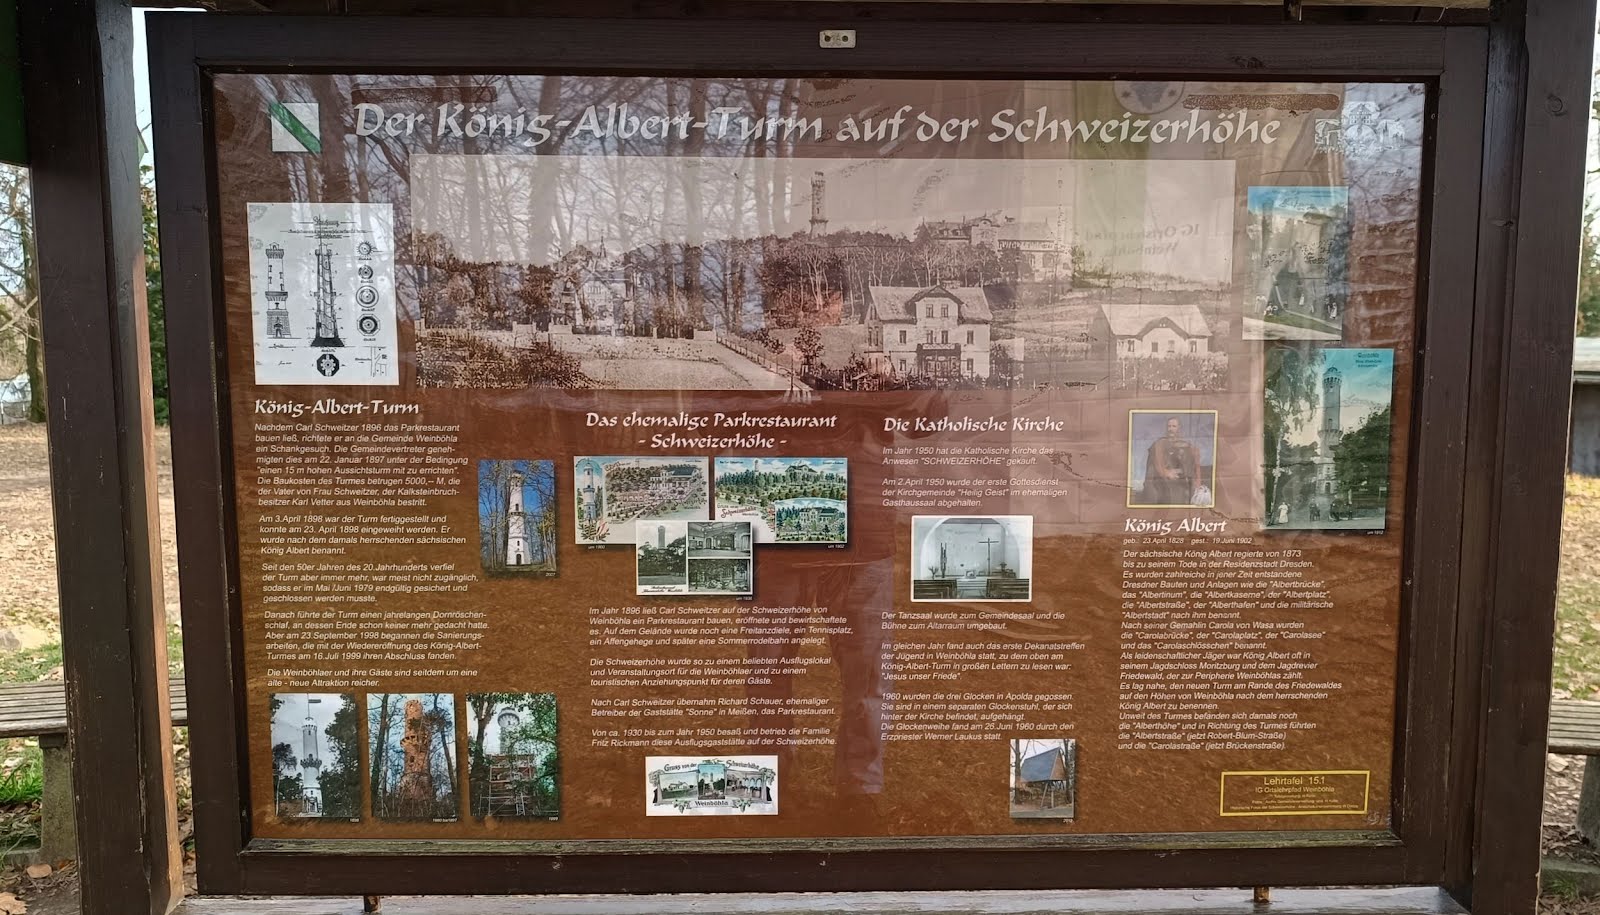 Der König-Albert-Turm auf der Schweizerhöhe
König-Albert-Turm
Nachdem Carl Schweitzer 1896 das Parkrestaurant
bauen ließ, richtete er an die Gemeinde Weinböhla
ein Schankgesuch. Die Gemeindevertreter geneh-
migten dies am 22. Januar 1897 unter der Bedingung
"einen 15 m hohen Aussichtsturm mit zu errichten".
Die Baukosten des Turmes betrugen 5000,-- M, die
der Vater von Frau Schweitzer, der Kalksteinbruch-
besitzer Karl Vetter aus Weinböhla bestritt.
Am 3.April 1898 war der Turm fertiggestellt und
konnte am 23. April 1898 eingeweiht werden. Er
wurde nach dem damals herrschenden sächsischen
König Albert benannt.
Seit den 50er Jahren des 20.Jahrhunderts verfiel
der Turm aber immer mehr, war meist nicht zugänglich,
sodass er im Mai /Juni 1979 endgültig gesichert und
geschlossen werden musste.
Danach führte der Turm einen jahrelangen Dornröschen-
schlaf, an dessen Ende schon keiner mehr gedacht hatte.
Aber am 23 September 1998 begannen die Sanierungs-
arbeiten, die mit der Wiedereröffnung des König-Albert-
Turmes am 16.Juli 1999 ihren Abschluss fanden.
Die Weinböhlaer und ihre Gäste sind seitdem um eine
alte - neue Attraktion reicher.
Das ehemalige Parkrestaurant
- Schweizerhöhe -
um 1900
um 1902
Im Jahr 1896 ließ Carl Schweitzer auf der Schweizerhöhe von
Weinböhla ein Parkrestaurant bauen, eröffnete und bewirtschaftete
es. Auf dem Gelände wurde noch eine Freitanzdiele, ein Tennisplatz,
ein Affengehege und später eine Sommerrodelbahn angelegt.
Die Schweizerhöhe wurde so zu einem beliebten Ausflugslokal
und Veranstaltungsort für die Weinböhlaer und zu einem
touristischen Anziehungspunkt für deren Gäste.
Nach Carl Schweitzer übernahm Richard Schauer, ehemaliger
Betreiber der Gaststätte "Sonne" in Meißen, das Parkrestaurant.
Von ca. 1930 bis zum Jahr 1950 besaß und betrieb die Familie
Fritz Rickmann diese Ausflugsgaststätte auf der Schweizerhöhe.
Gruss von der Schweizerhöhe
Weinböhla
Die Katholische Kirche
Im Jahr 1950 hat die Katholische Kirche das
Anwesen "SCHWEIZERHÖHE" gekauft.
Am 2.April 1950 wurde der erste Gottesdienst
der Kirchgemeinde "Heilig Geist" im ehemaligen
Gasthaussaal abgehalten.
Der Tanzsaal wurde zum Gemeindesaal und die
Bühne zum Altarraum umgebaut.
Im gleichen Jahr fand auch das erste Dekanatstreffen
der Jügend in Weinböhla statt, zu dem oben am
König-Albert-Turm in großen Lettern zu lesen war:
"Jesus unser Friede".
1960 wurden die drei Glocken in Apolda gegossen.
Sie sind in einem separaten Glockenstuhl, der sich
hinter der Kirche befindet, aufgehängt.
Die Glockenweihe fand am 26.Juni 1960 durch den
Erzpriester Werner Laukus statt.
König Albert
geb.: 23 April 1828 gest.: 19 Juni 1902
Der sächsische König Albert regierte von 1873
bis zu seinem Tode in der Residenzstadt Dresden.
Es wurden zahlreiche in jener Zeit entstandene
Dresdner Bauten und Anlagen wie die "Albertbrücke",
das "Albertinum", die "Albertkaserne", der "Albertplatz",
die "Albertstraße", der "Alberthafen" und die militärische
"Albertstadt" nach ihm benannt.
Nach seiner Gemahlin Carola von Wasa wurden
die "Carolabrücke", der "Carolaplatz", der "Carolasee"
und das "Carolaschlösschen" benannt.
Als leidenschaftlicher Jäger war König Albert oft in
seinem Jagdschloss Moritzburg und dem Jagdrevier
Friedewald, der zur Peripherie Weinböhlas zählt.
Es lag nahe, den neuen Turm am Rande des Friedewaldes
auf den Höhen von Weinböhla nach dem herrschenden
König Albert zu benennen.
Unweit des Turmes befanden sich damals noch
die "Alberthöhe" und in Richtung des Turmes führten
die "Albertstraße" (jetzt Robert-Blum-Straße)
und die "Carolastraße" (jetzt Brückenstraße).
Lehrtafel 15.1
IG Ortslehrpfad Weinböhla